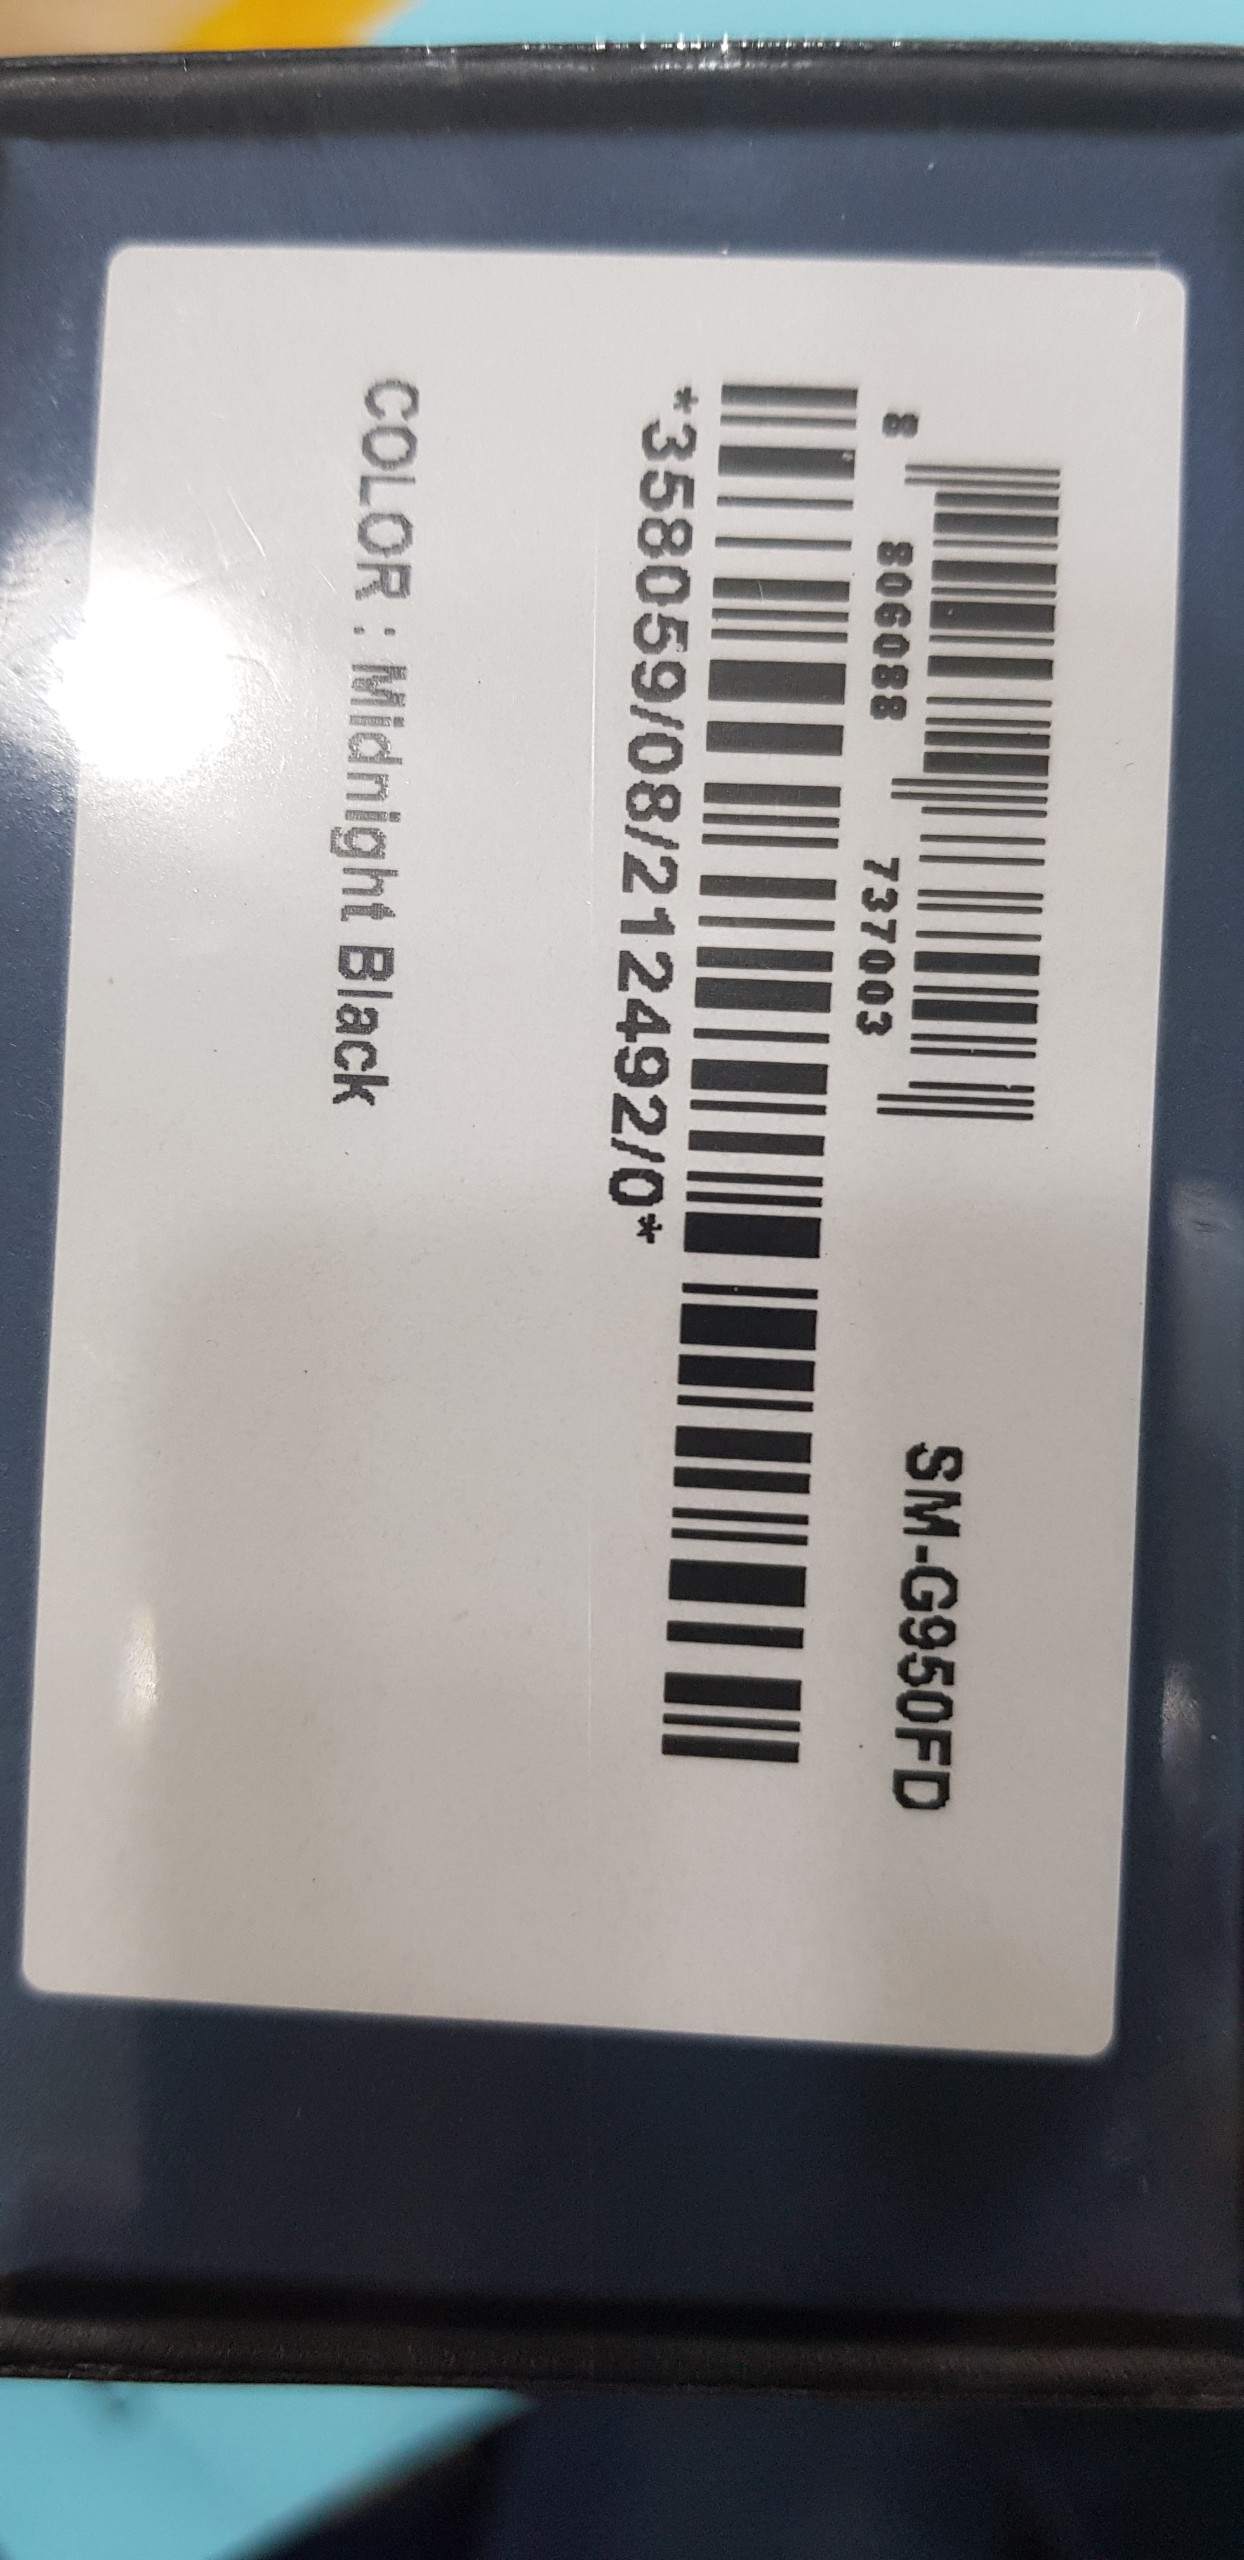 8 806088 737003
SM-G950FD
*358059/08/212492/0*
COLOR : Midnight Black